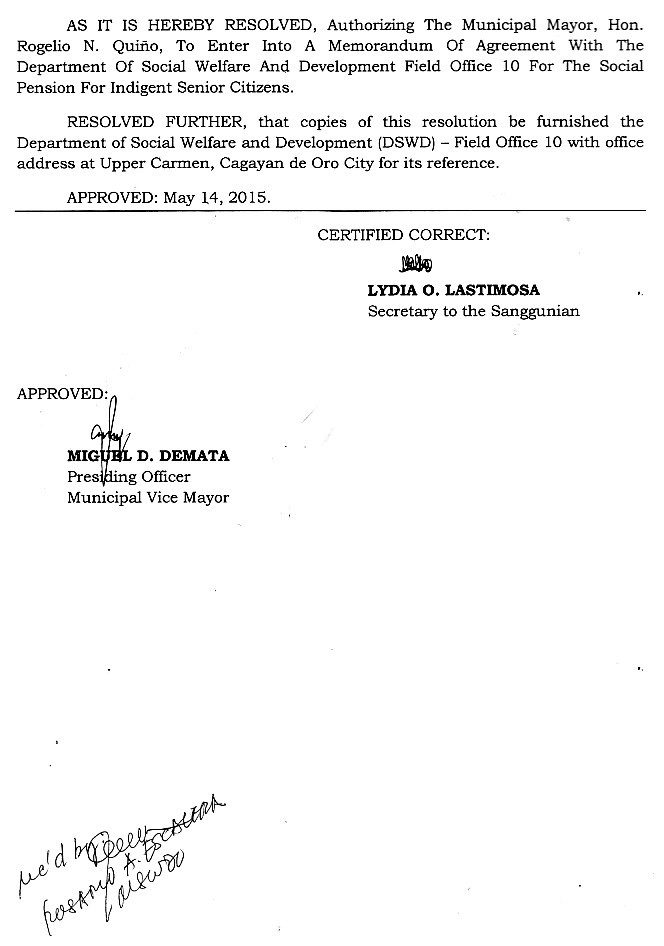 AS IT IS HEREBY RESOLVED, Authorizing The Municipal Mayor, Hon.
Rogelio N. Quiño, To Enter Into A Memorandum Of Agreement With The
Department Of Social Welfare And Development Field Office 10 For The Social
Pension For Indigent Senior Citizens.
RESOLVED FURTHER, that copies of this resolution be furnished the
Department of Social Welfare and Development (DSWD) – Field Office 10 with office
address at Upper Carmen, Cagayan de Oro City for its reference.
APPROVED: May 14, 2015.
CERTIFIED CORRECT:
LYDIA O. LASTIMOSA
Secretary to the Sanggunian
APPROVED:
MIGUEL D. DEMATA
Presiding Officer
Municipal Vice Mayor
rec'd by
A.